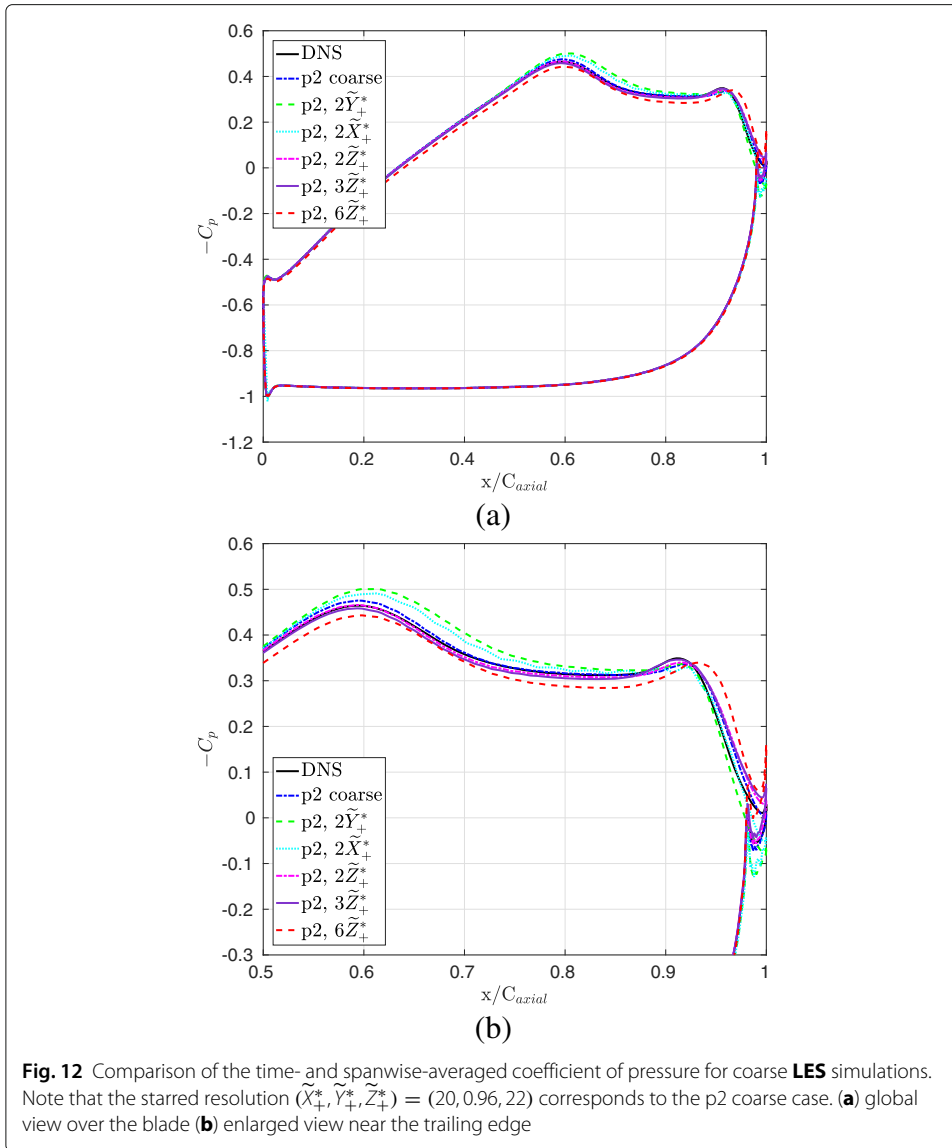 0.6
0.4
0.2
0
-0.2
-0.4
-0.6
-0.8
-1
-1.2
−C_p
DNS
p2 coarse
p2, 2Ỹ*₊
p2, 2X̃*₊
p2, 2Z̃*₊
p2, 3Z̃*₊
p2, 6Z̃*₊
0 0.2 0.4 0.6 0.8 1
x/C_axial
(a)
0.6
0.5
0.4
0.3
0.2
0.1
0
-0.1
-0.2
-0.3
−C_p
DNS
p2 coarse
p2, 2Ỹ*₊
p2, 2X̃*₊
p2, 2Z̃*₊
p2, 3Z̃*₊
p2, 6Z̃*₊
0.5 0.6 0.7 0.8 0.9 1
x/C_axial
(b)
Fig. 12 Comparison of the time- and spanwise-averaged coefficient of pressure for coarse LES simulations.
Note that the starred resolution (X̃*₊, Ỹ*₊, Z̃*₊) = (20, 0.96, 22) corresponds to the p2 coarse case. (a) global
view over the blade (b) enlarged view near the trailing edge